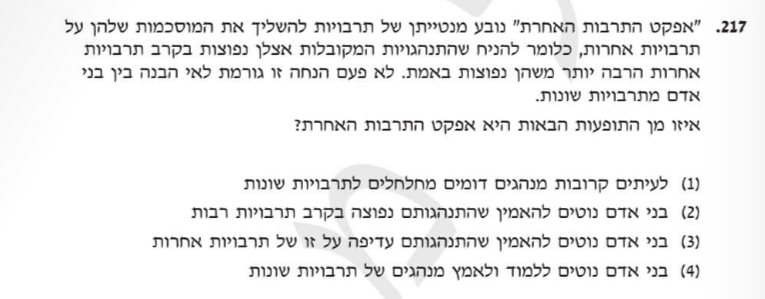 217. "אפקט התרבות האחרת" נובע מנטייתן של תרבויות להשליך את המוסכמות שלהן על
תרבויות אחרות, כלומר להניח שהתנהגויות המקובלות אצלן נפוצות בקרב תרבויות
אחרות הרבה יותר משהן נפוצות באמת. לא פעם הנחה זו גורמת לאי הבנה בין בני
אדם מתרבויות שונות.
איזו מן התופעות הבאות היא אפקט התרבות האחרת?
(1) לעיתים קרובות מנהגים דומים מחלחלים לתרבויות שונות
(2) בני אדם נוטים להאמין שהתנהגותם נפוצה בקרב תרבויות רבות
(3) בני אדם נוטים להאמין שהתנהגותם עדיפה על זו של תרבויות אחרות
(4) בני אדם נוטים ללמוד ולאמץ מנהגים של תרבויות שונות